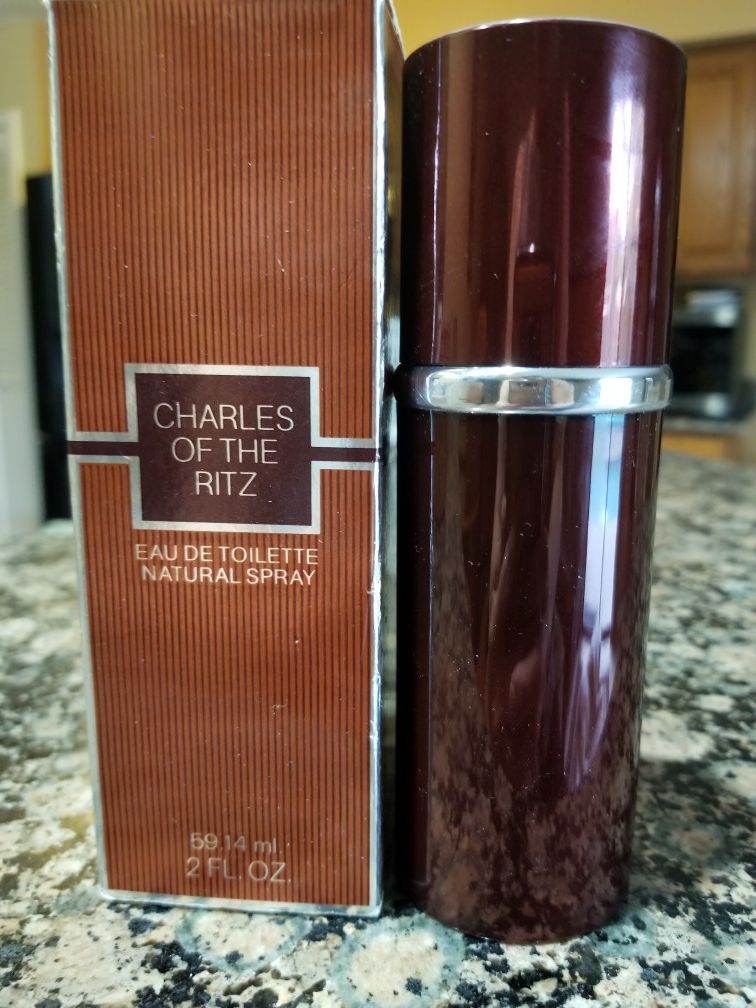 CHARLES
OF THE
RITZ
EAU DE TOILETTE
NATURAL SPRAY
59.14 ml.
2 FL. OZ.